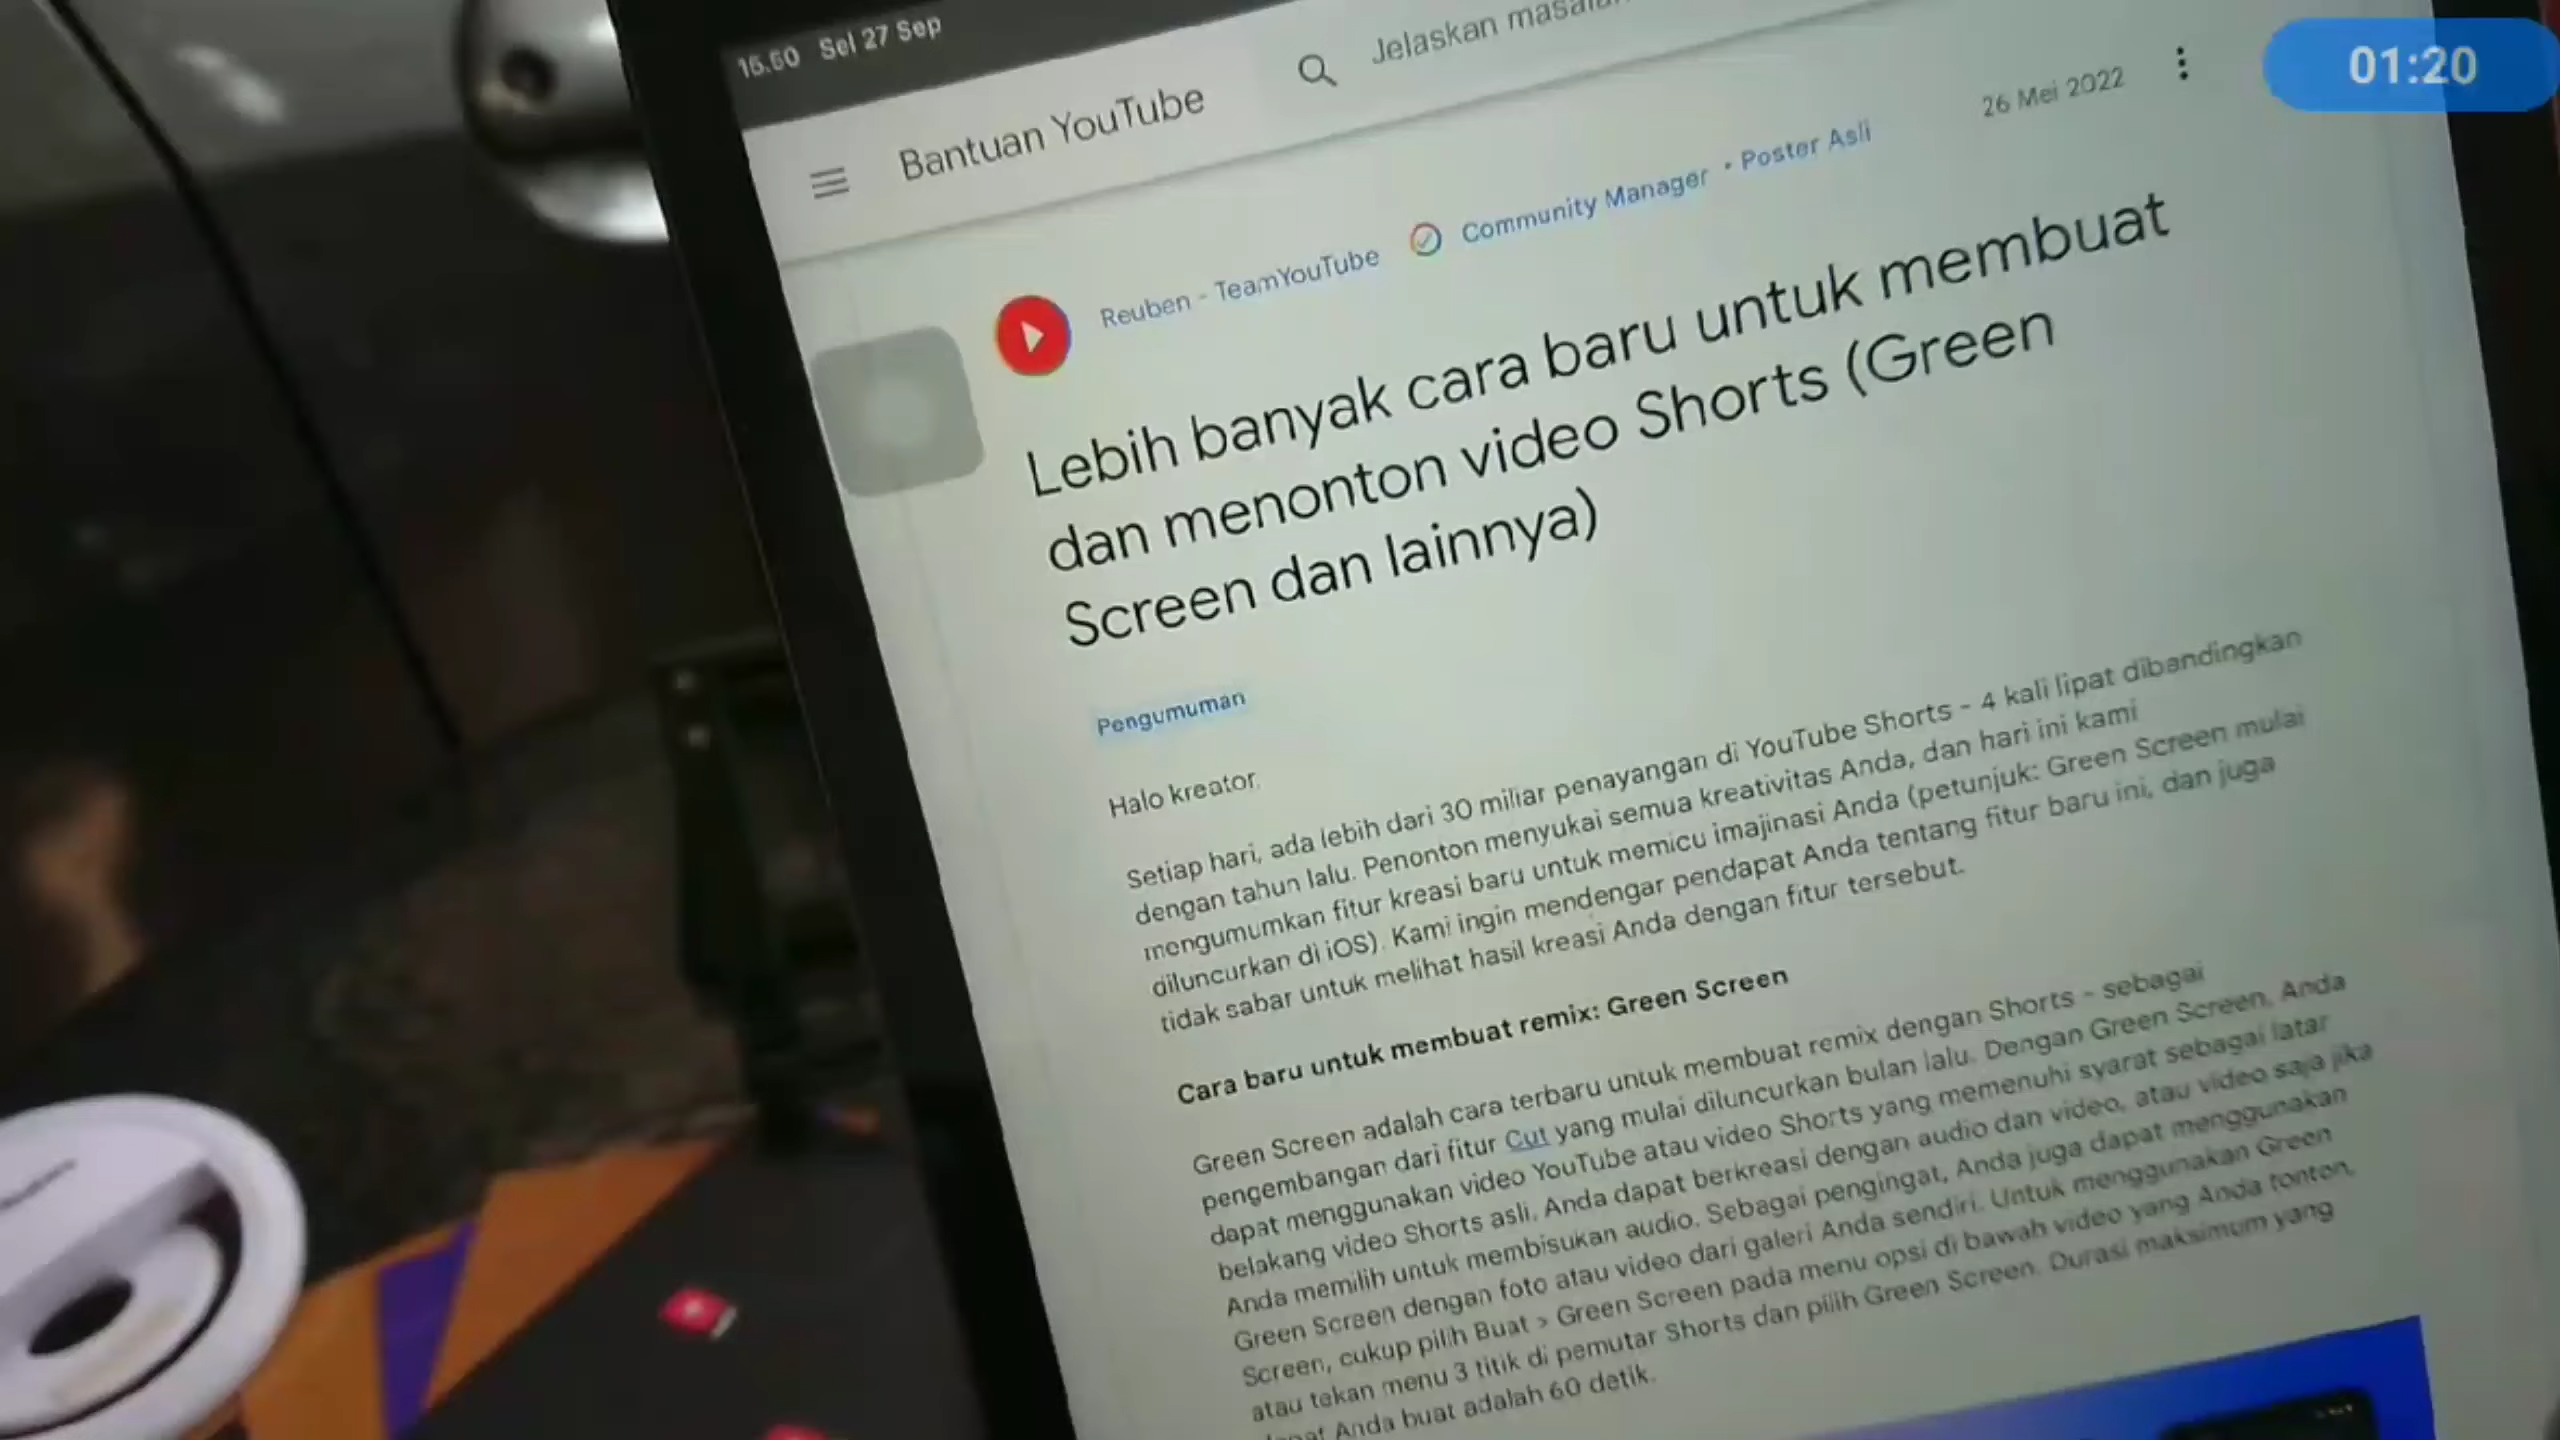 15.50 Sel 27 Sep
Bantuan YouTube
Jelaskan
01:20
26 Mei 2022
Reuben - TeamYouTube Community Manager • Poster Asli
Lebih banyak cara baru untuk membuat
dan menonton video Shorts (Green
Screen dan lainnya)
Pengumuman
Halo kreator,
Setiap hari, ada lebih dari 30 miliar penayangan di YouTube Shorts - 4 kali lipat dibandingkan
dengan tahun lalu. Penonton menyukai semua kreativitas Anda, dan hari ini kami
mengumumkan fitur kreasi baru untuk memicu imajinasi Anda (petunjuk: Green Screen mulai
diluncurkan di iOS). Kami ingin mendengar pendapat Anda tentang fitur baru ini, dan juga
tidak sabar untuk melihat hasil kreasi Anda dengan fitur tersebut.
Cara baru untuk membuat remix: Green Screen
Green Screen adalah cara terbaru untuk membuat remix dengan Shorts - sebagai
pengembangan dari fitur Cut yang mulai diluncurkan bulan lalu. Dengan Green Screen, Anda
dapat menggunakan video YouTube atau video Shorts yang memenuhi syarat sebagai latar
belakang video Shorts asli. Anda dapat berkreasi dengan audio dan video, atau video saja jika
Anda memilih untuk membisukan audio. Sebagai pengingat, Anda juga dapat menggunakan
Green Screen dengan foto atau video dari galeri Anda sendiri. Untuk menggunakan Green
Screen, cukup pilih Buat > Green Screen pada menu opsi di bawah video yang Anda tonton,
atau tekan menu 3 titik di pemutar Shorts dan pilih Green Screen. Durasi maksimum yang
Anda buat adalah 60 detik.